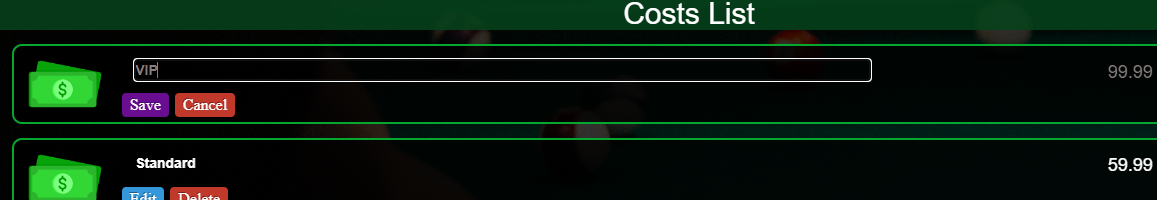 Costs List
VIP
99.99
$
Save Cancel
Standard
59.99
$
Edit Delete